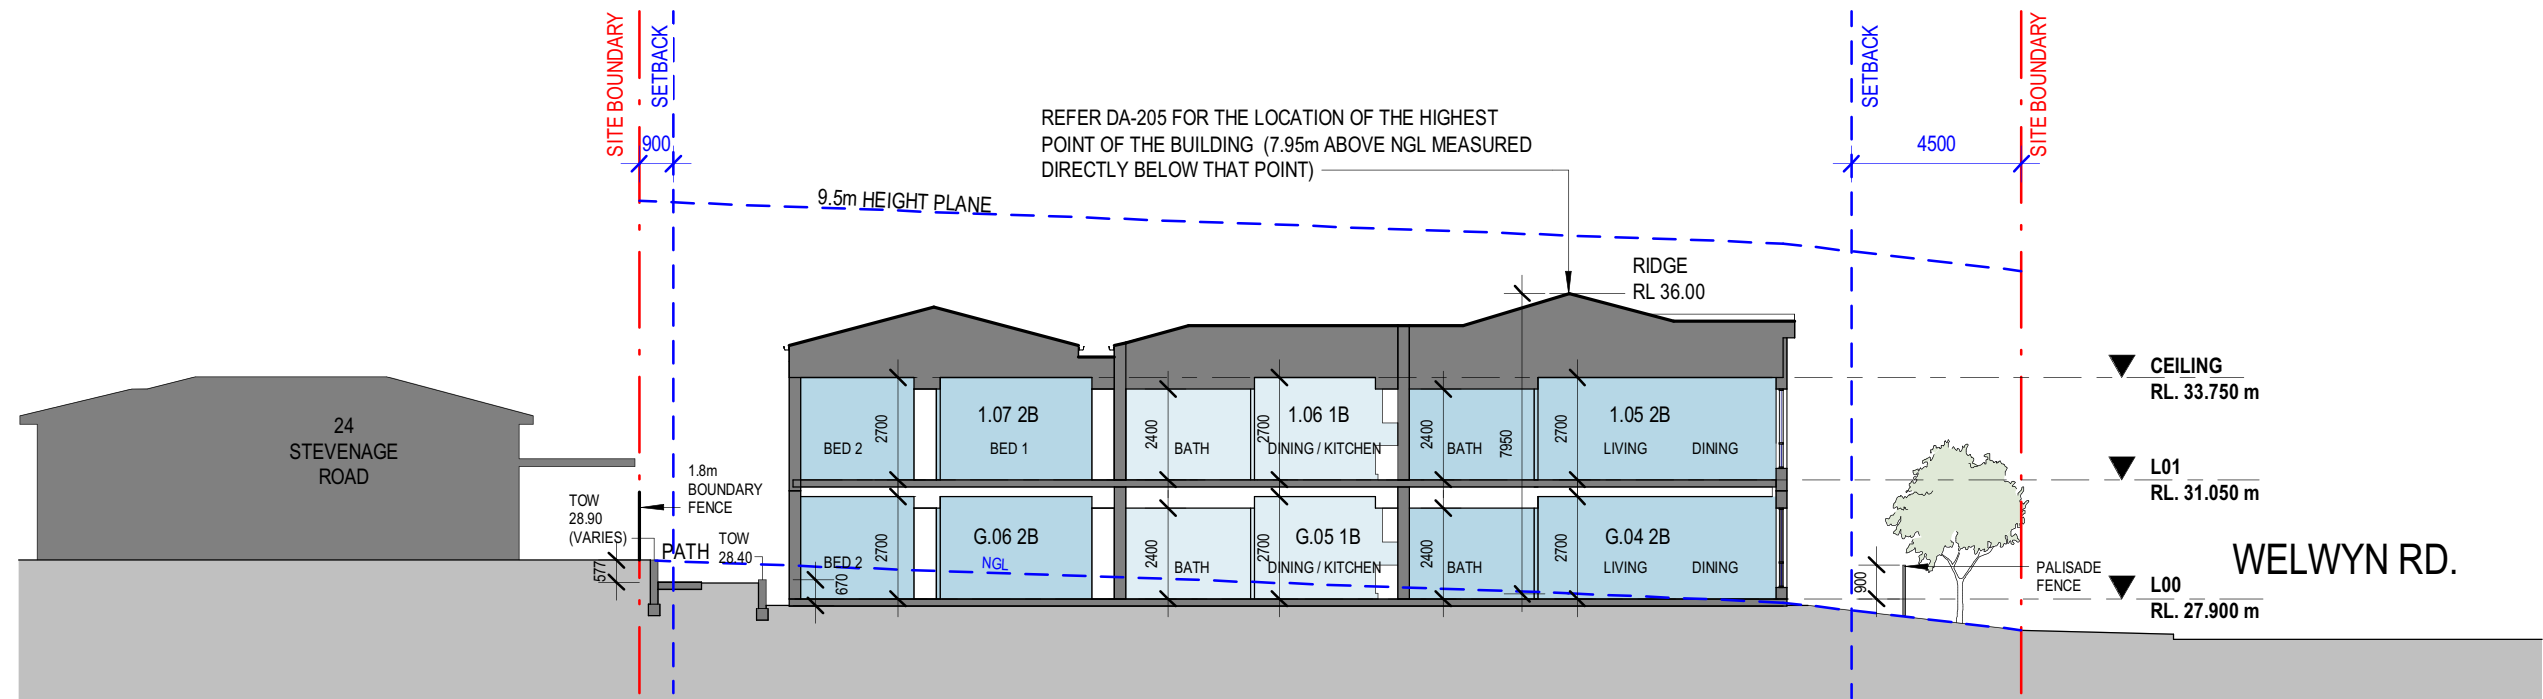 SITE BOUNDARY
SETBACK
900
REFER DA-205 FOR THE LOCATION OF THE HIGHEST
POINT OF THE BUILDING (7.95m ABOVE NGL MEASURED
DIRECTLY BELOW THAT POINT)
SETBACK
4500
SITE BOUNDARY
9.5m HEIGHT PLANE
RIDGE
RL 36.00
CEILING
RL. 33.750 m
24
STEVENAGE
ROAD
1.07 2B
BED 2
2700
BED 1
2400
BATH
1.06 1B
2700
DINING / KITCHEN
2400
BATH
7950
1.05 2B
2700
LIVING
DINING
L01
RL. 31.050 m
1.8m
BOUNDARY
FENCE
TOW
28.90
(VARIES)
577
PATH
TOW
28.40
G.06 2B
BED 2
2700
670
NGL
2400
BATH
G.05 1B
2700
DINING / KITCHEN
2400
BATH
G.04 2B
2700
LIVING
DINING
900
PALISADE
FENCE
WELWYN RD.
L00
RL. 27.900 m